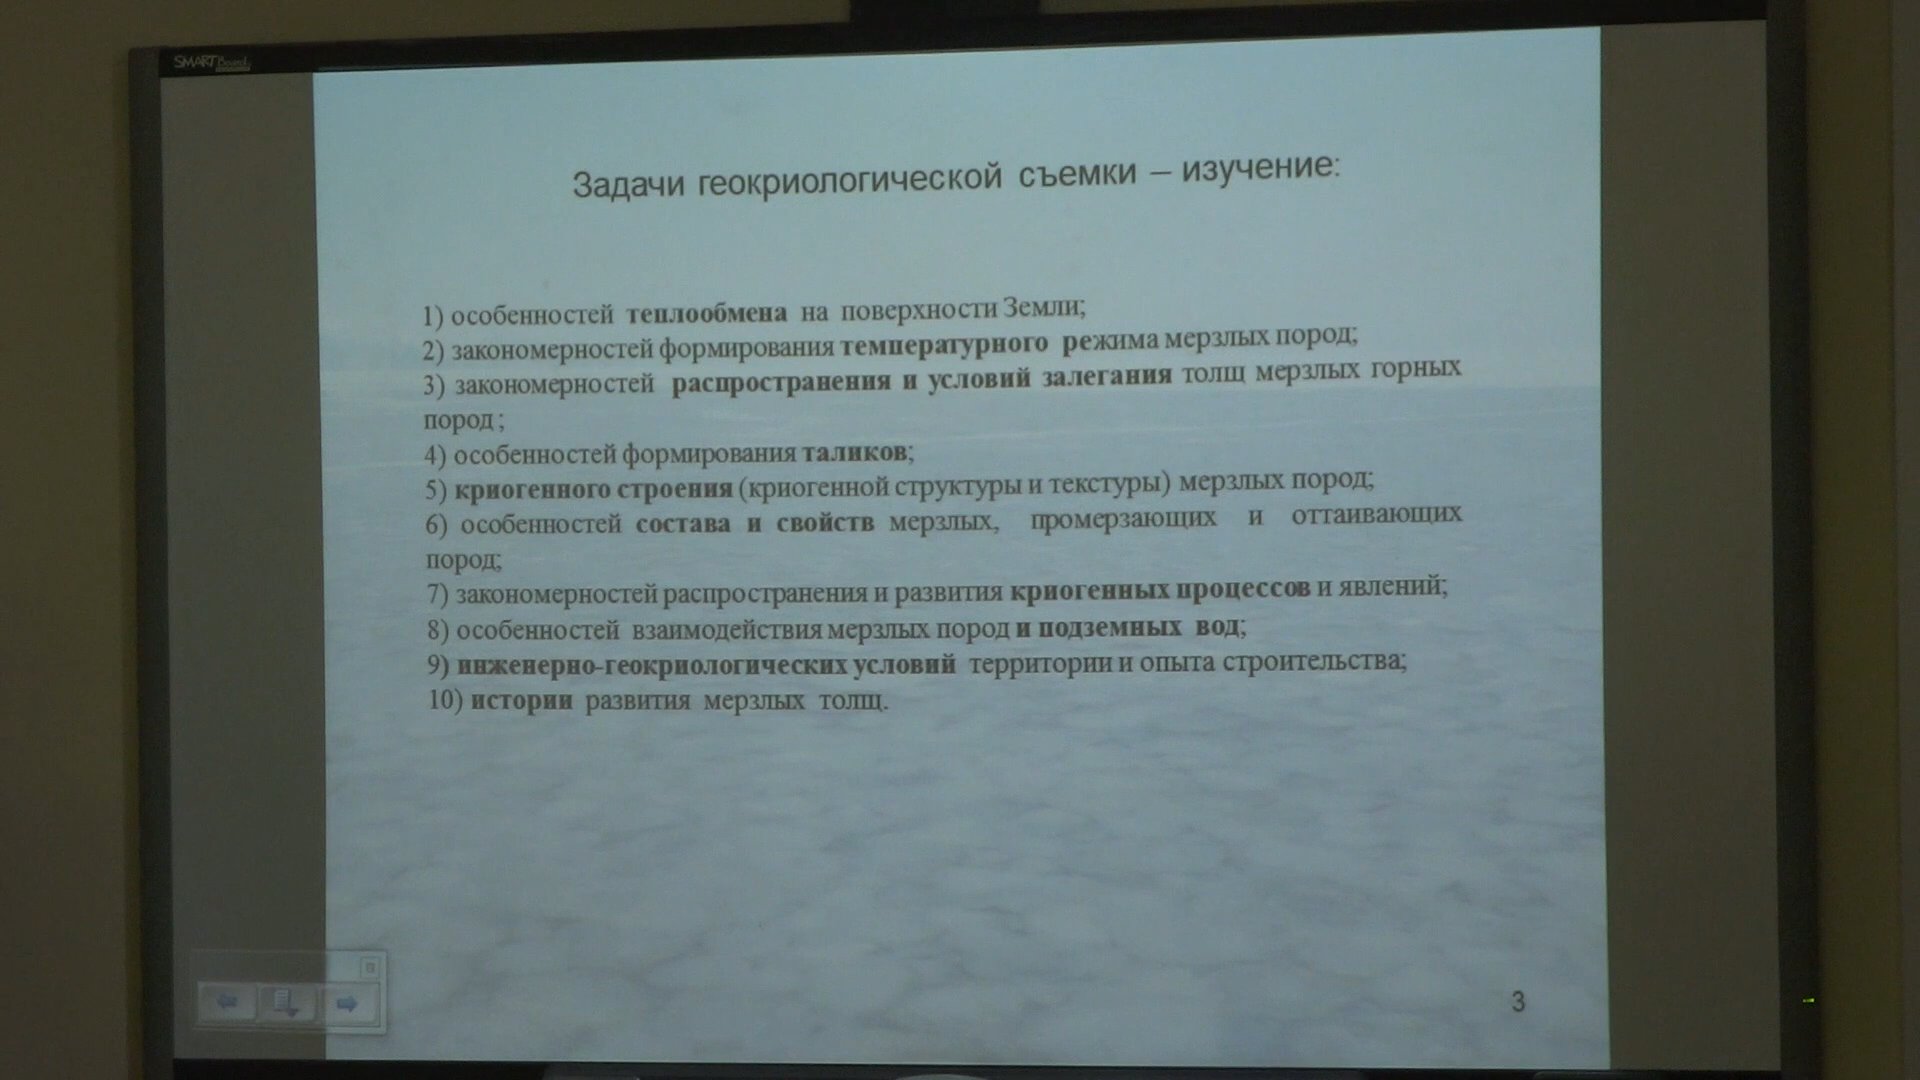 SMART Board
Задачи геокриологической съемки – изучение:
1) особенностей теплообмена на поверхности Земли;
2) закономерностей формирования температурного режима мерзлых пород;
3) закономерностей распространения и условий залегания толщ мерзлых горных
пород ;
4) особенностей формирования таликов;
5) криогенного строения (криогенной структуры и текстуры) мерзлых пород;
6) особенностей состава и свойств мерзлых, промерзающих и оттаивающих
пород;
7) закономерностей распространения и развития криогенных процессов и явлений;
8) особенностей взаимодействия мерзлых пород и подземных вод;
9) инженерно-геокриологических условий территории и опыта строительства;
10) истории развития мерзлых толщ.
3